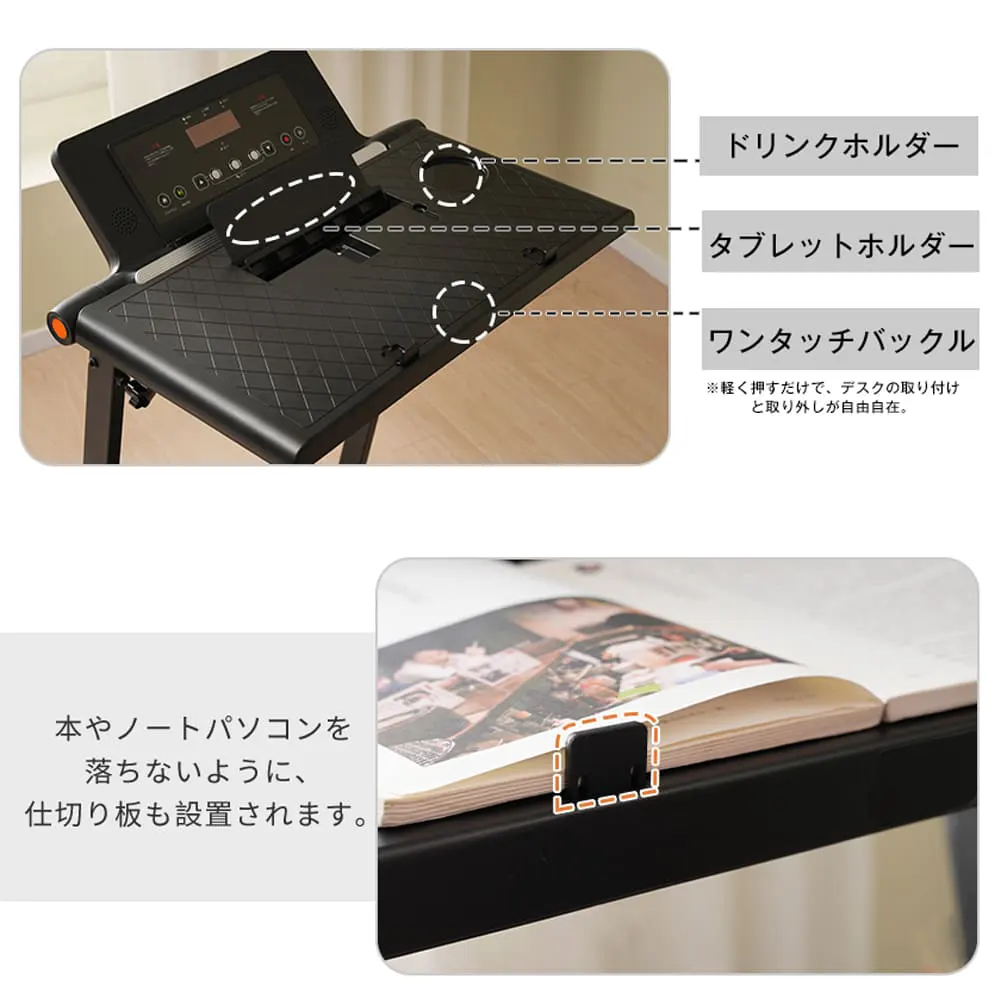 ドリンクホルダー
タブレットホルダー
ワンタッチバックル
※軽く押すだけで、デスクの取り付け
と取り外しが自由自在。
本やノートパソコンを
落ちないように、
仕切り板も設置されます。